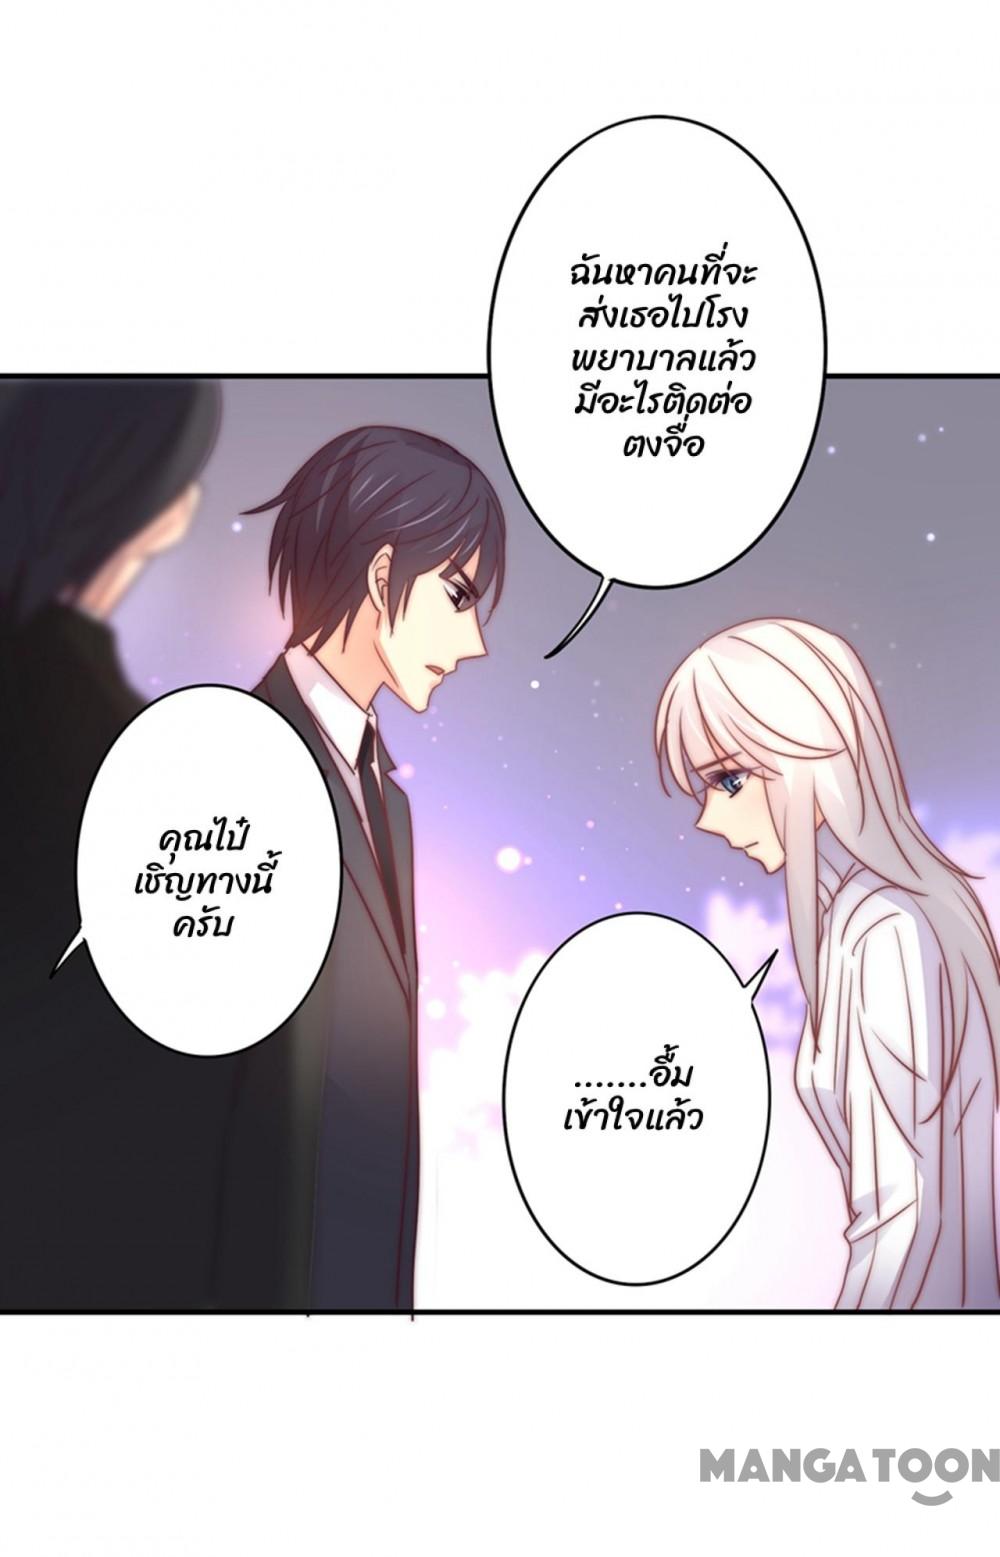 ฉันหาคนที่จะ
ส่งเธอไปโรง
พยาบาลแล้ว
มีอะไรติดต่อ
ตงจื่อ
คุณไป๋
เชิญทางนี้
ครับ
.......อื้ม
เข้าใจแล้ว
MANGATOON